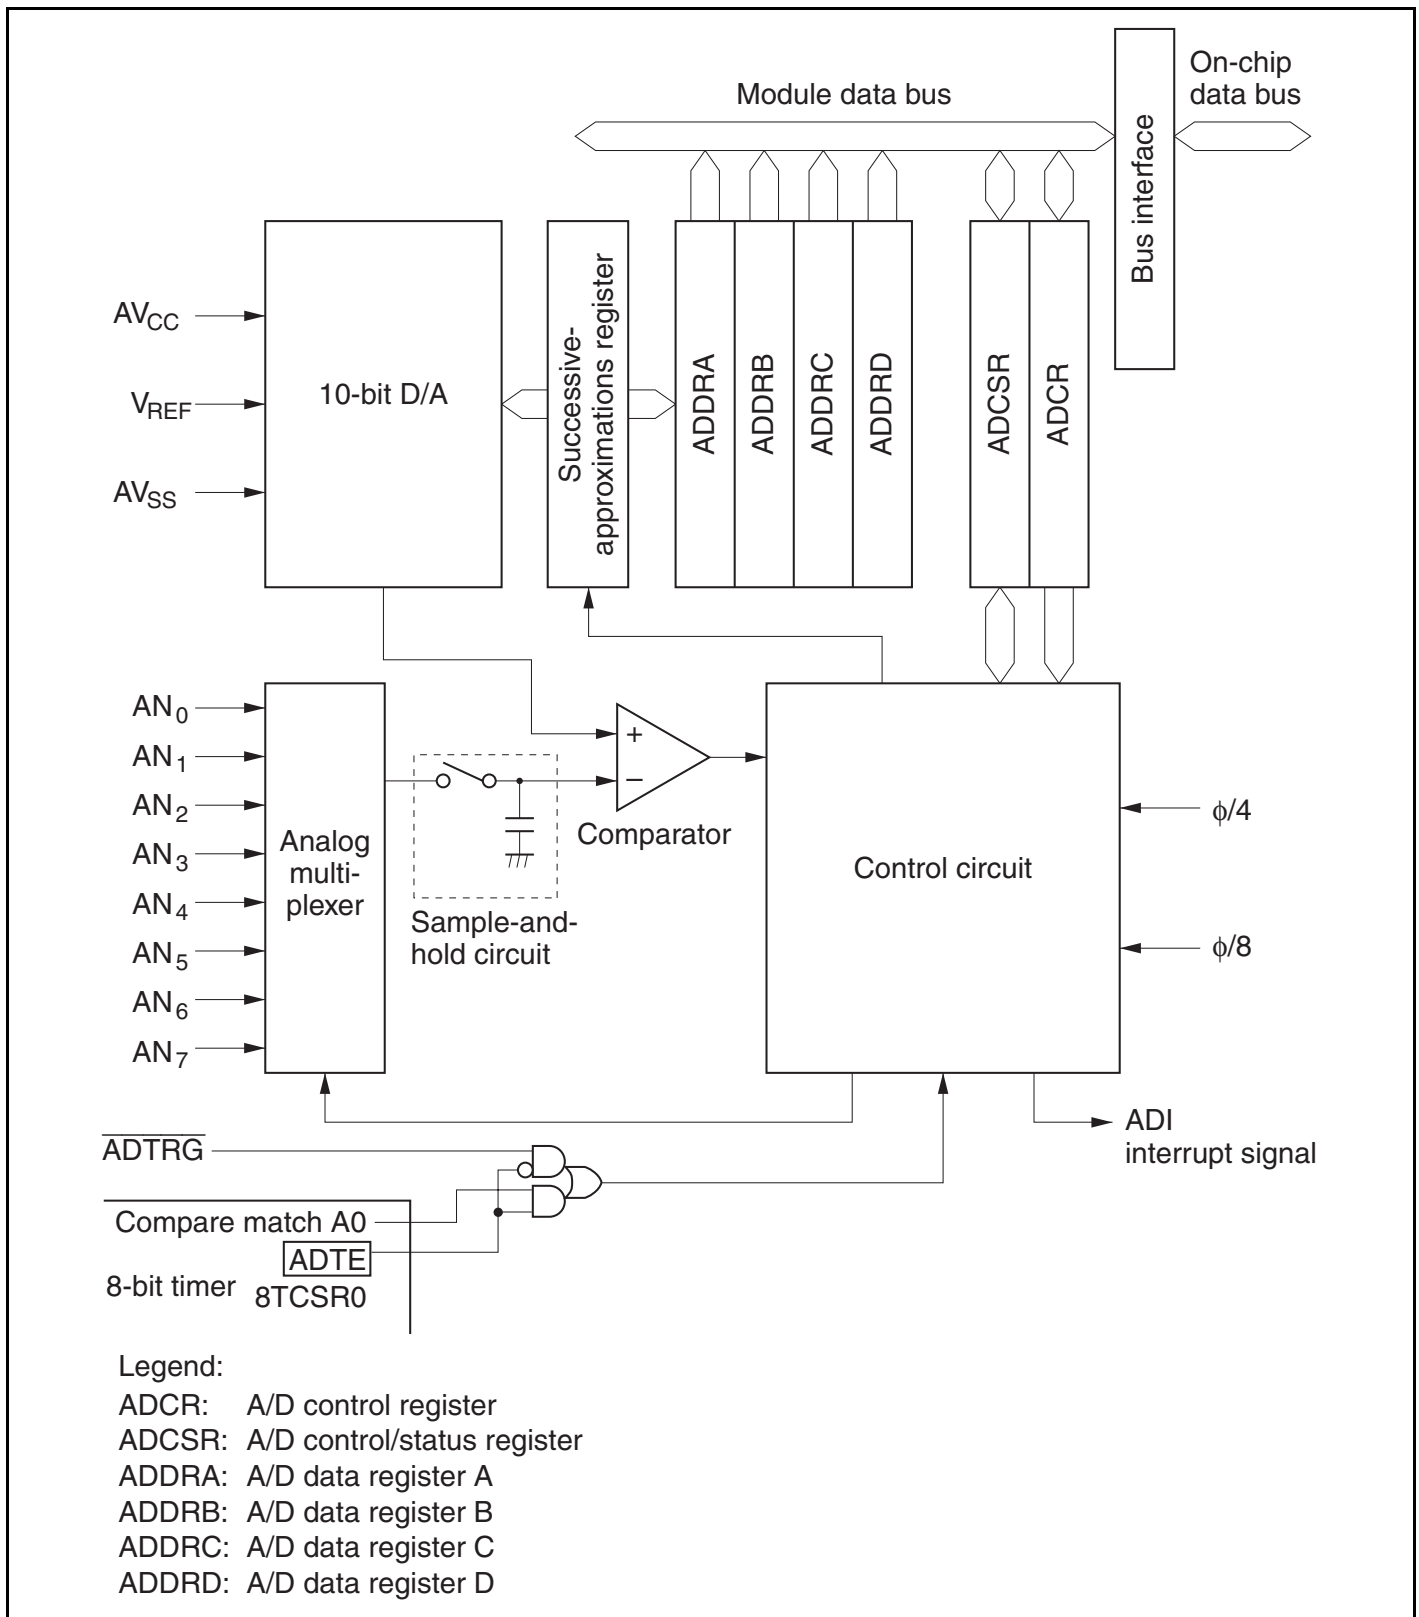 Module data bus
On-chip
data bus
Bus interface
AVCC
VREF
AVSS
10-bit D/A
Successive-
approximations register
ADDRA
ADDRB
ADDRC
ADDRD
ADCSR
ADCR
AN0
AN1
AN2
AN3
AN4
AN5
AN6
AN7
Analog
multi-
plexer
Sample-and-
hold circuit
+
−
Comparator
Control circuit
ϕ/4
ϕ/8
ADI
interrupt signal
ADTRG
Compare match A0
ADTE
8-bit timer
8TCSR0
Legend:
ADCR: A/D control register
ADCSR: A/D control/status register
ADDRA: A/D data register A
ADDRB: A/D data register B
ADDRC: A/D data register C
ADDRD: A/D data register D